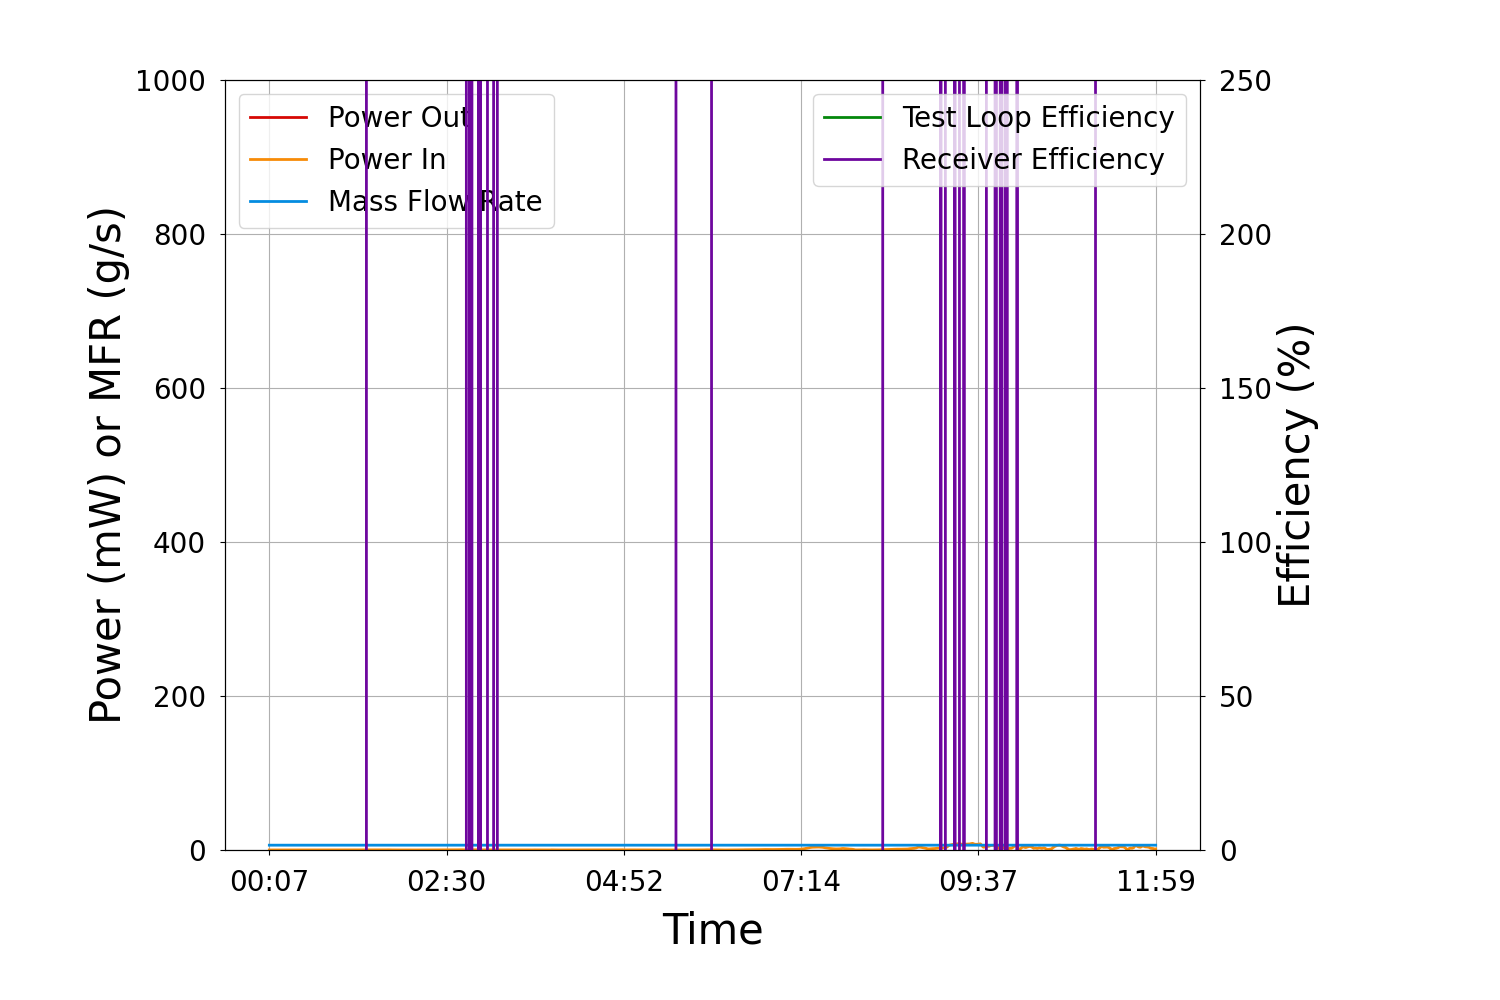 1000
800
600
400
200
0
Power (mW) or MFR (g/s)
Power Out
Power In
Mass Flow Rate
Test Loop Efficiency
Receiver Efficiency
250
200
150
100
50
0
Efficiency (%)
00:07 02:30 04:52 07:14 09:37 11:59
Time